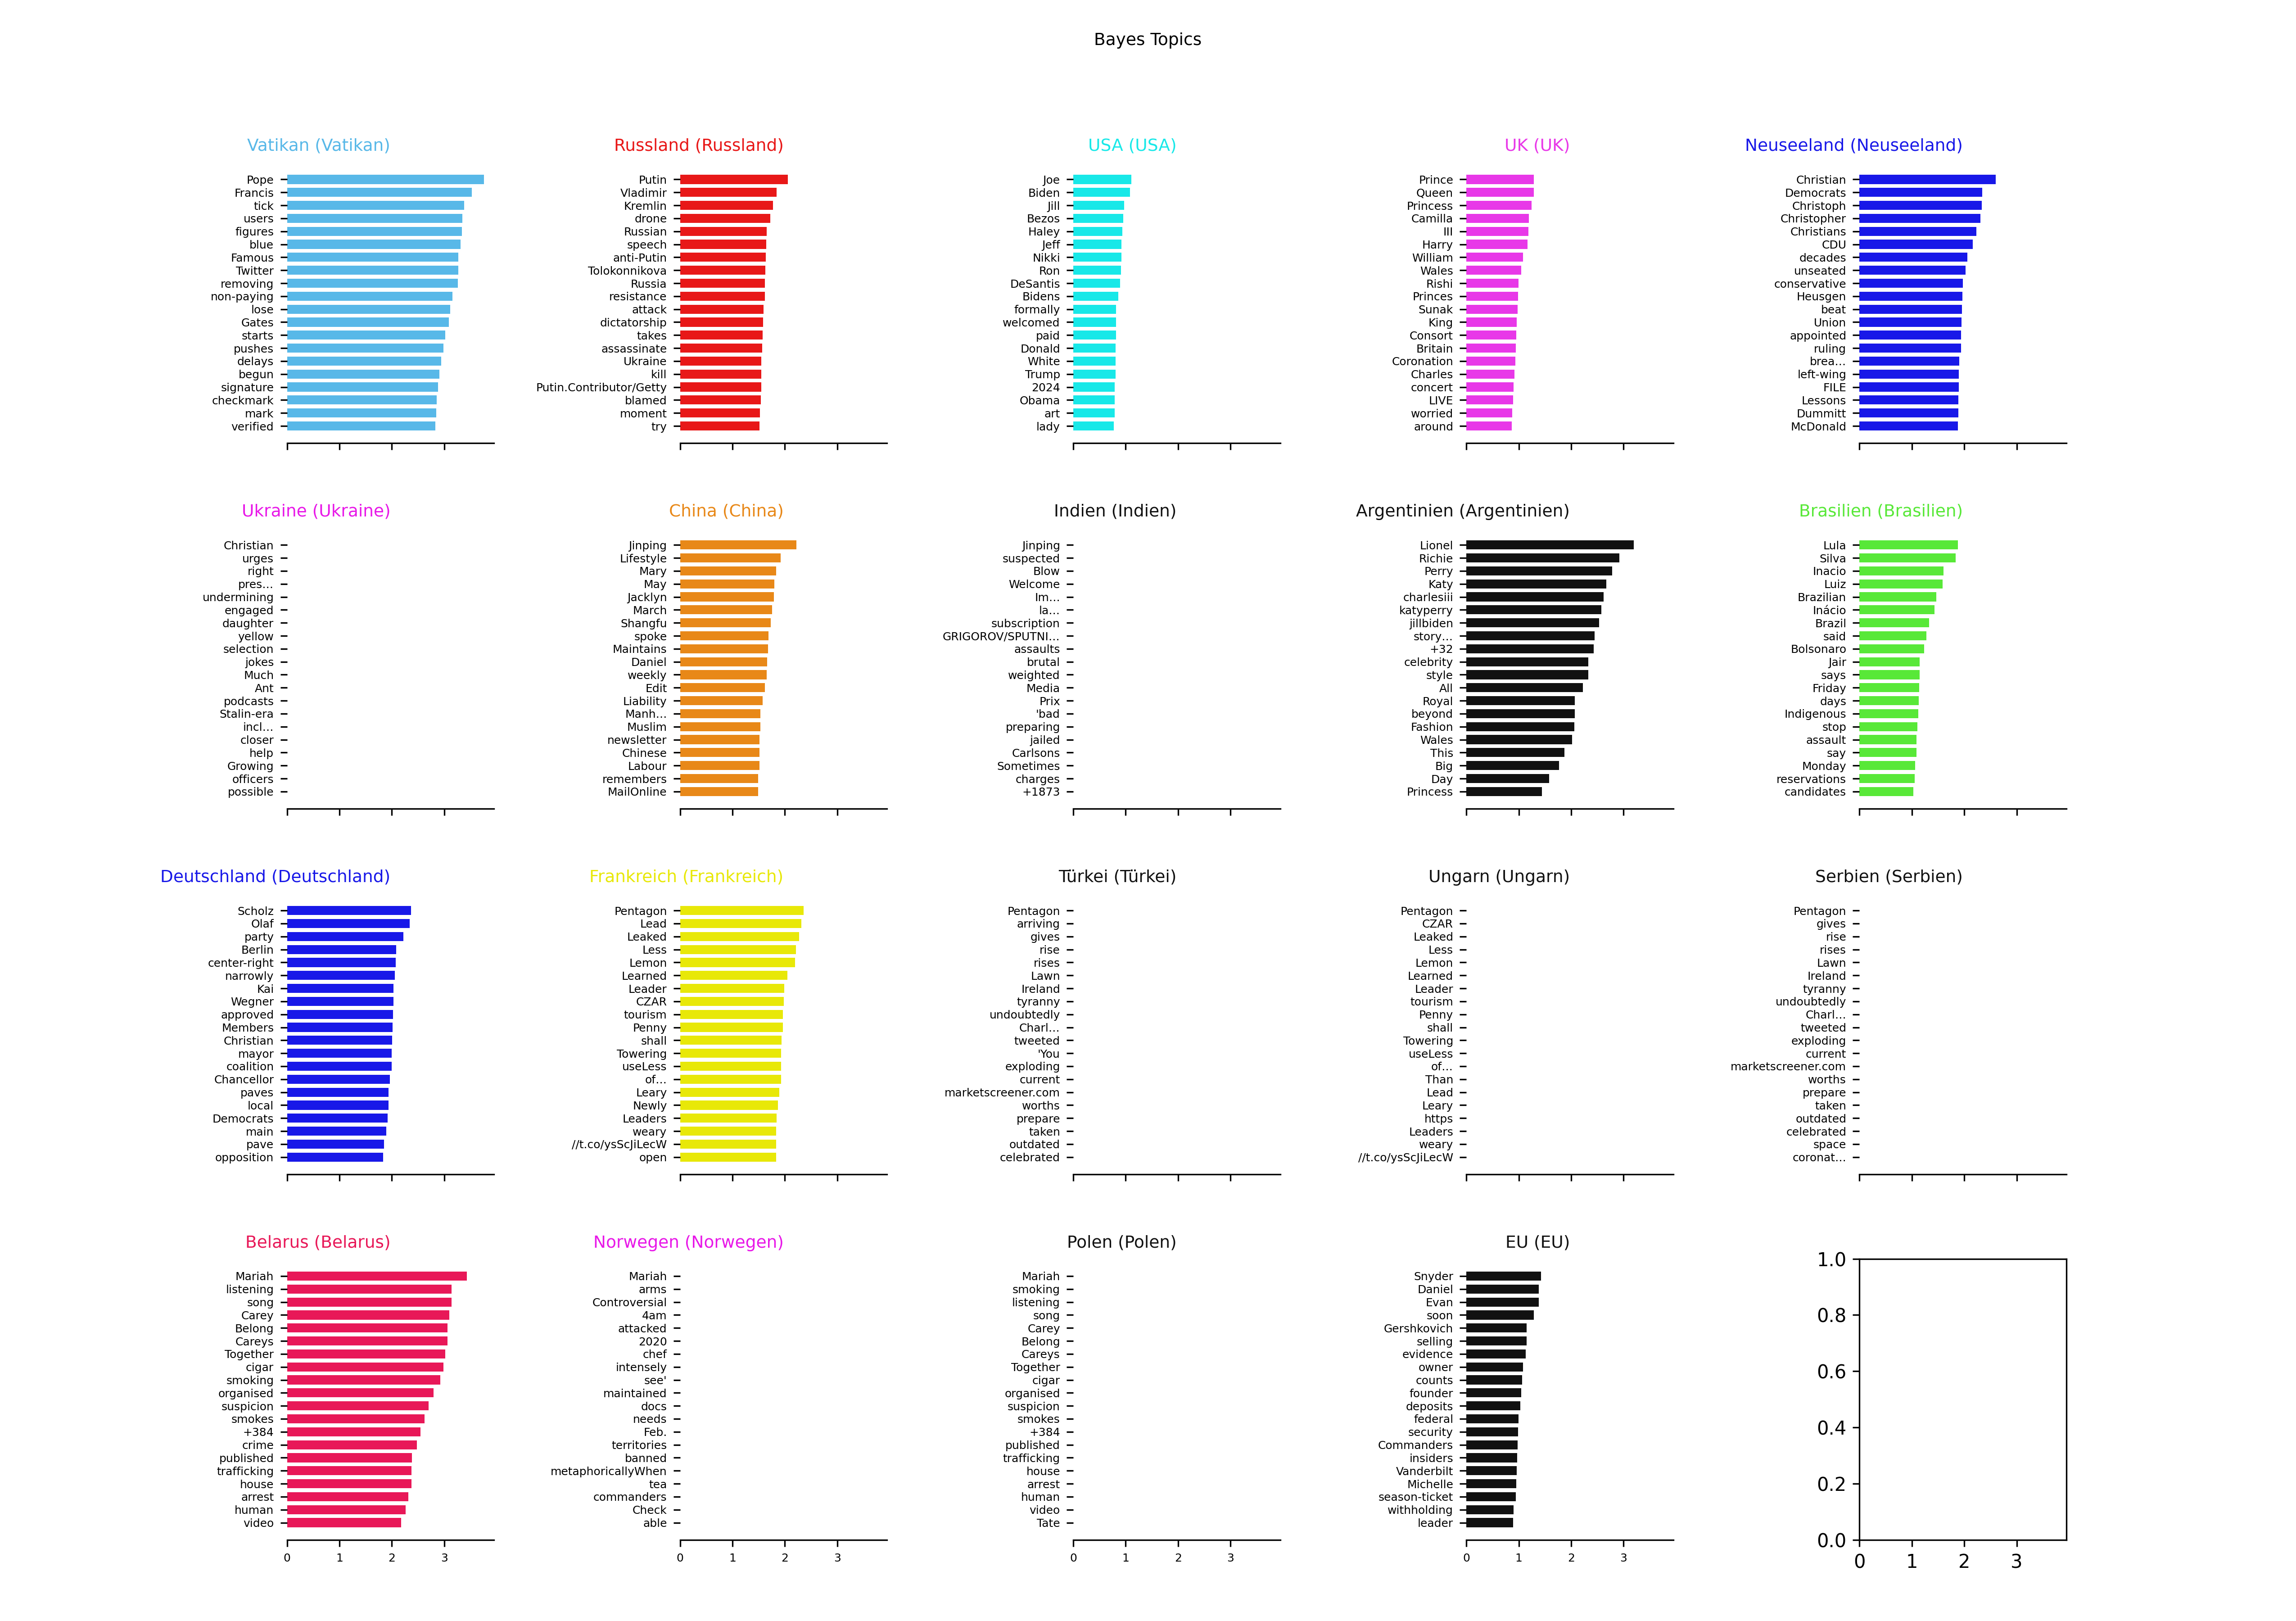 Bayes Topics
Vatikan (Vatikan)
Pope
Francis
tick
users
figures
blue
Famous
Twitter
removing
non-paying
lose
Gates
starts
pushes
delays
begun
signature
checkmark
mark
verified
Russland (Russland)
Putin
Vladimir
Kremlin
drone
Russian
speech
anti-Putin
Tolokonnikova
Russia
resistance
attack
dictatorship
takes
assassinate
Ukraine
kill
Putin.Contributor/Getty
blamed
moment
try
USA (USA)
Joe
Biden
Jill
Bezos
Haley
Jeff
Nikki
Ron
DeSantis
Bidens
formally
welcomed
paid
Donald
White
Trump
2024
Obama
art
lady
UK (UK)
Prince
Queen
Princess
Camilla
III
Harry
William
Wales
Rishi
Princes
Sunak
King
Consort
Britain
Coronation
Charles
concert
LIVE
worried
around
Neuseeland (Neuseeland)
Christian
Democrats
Christoph
Christopher
Christians
CDU
decades
unseated
conservative
Heusgen
beat
Union
appointed
ruling
brea…
left-wing
FILE
Lessons
Dummitt
McDonald
Ukraine (Ukraine)
Christian
urges
right
pres…
undermining
engaged
daughter
yellow
selection
jokes
Much
Ant
podcasts
Stalin-era
incl…
closer
help
Growing
officers
possible
China (China)
Jinping
Lifestyle
Mary
May
Jacklyn
March
Shangfu
spoke
Maintains
Daniel
weekly
Edit
Liability
Manh…
Muslim
newsletter
Chinese
Labour
remembers
MailOnline
Indien (Indien)
Jinping
suspected
Blow
Welcome
Im…
la…
subscription
GRIGOROV/SPUTNI…
assaults
brutal
weighted
Media
Prix
'bad
preparing
jailed
Carlsons
Sometimes
charges
+1873
Argentinien (Argentinien)
Lionel
Richie
Perry
Katy
charlesiii
katyperry
jillbiden
story…
+32
celebrity
style
All
Royal
beyond
Fashion
Wales
This
Big
Day
Princess
Brasilien (Brasilien)
Lula
Silva
Inacio
Luiz
Brazilian
Inácio
Brazil
said
Bolsonaro
Jair
says
Friday
days
Indigenous
stop
assault
say
Monday
reservations
candidates
Deutschland (Deutschland)
Scholz
Olaf
party
Berlin
center-right
narrowly
Kai
Wegner
approved
Members
Christian
mayor
coalition
Chancellor
paves
local
Democrats
main
pave
opposition
Frankreich (Frankreich)
Pentagon
Lead
Leaked
Less
Lemon
Learned
Leader
CZAR
tourism
Penny
shall
Towering
useLess
of…
Leary
Newly
Leaders
weary
//t.co/ysScJiLecW
open
Türkei (Türkei)
Pentagon
arriving
gives
rise
rises
Lawn
Ireland
tyranny
undoubtedly
Charl…
tweeted
'You
exploding
current
marketscreener.com
worths
prepare
taken
outdated
celebrated
Ungarn (Ungarn)
Pentagon
CZAR
Leaked
Less
Lemon
Learned
Leader
tourism
Penny
shall
Towering
useLess
of…
Than
Lead
Leary
https
Leaders
weary
//t.co/ysScJiLecW
Serbien (Serbien)
Pentagon
gives
rise
rises
Lawn
Ireland
tyranny
undoubtedly
Charl…
tweeted
exploding
current
marketscreener.com
worths
prepare
taken
outdated
celebrated
space
coronat…
Belarus (Belarus)
Mariah
listening
song
Carey
Belong
Careys
Together
cigar
smoking
organised
suspicion
smokes
+384
crime
published
trafficking
house
arrest
human
video
0 1 2 3
Norwegen (Norwegen)
Mariah
arms
Controversial
4am
attacked
2020
chef
intensely
see'
maintained
docs
needs
Feb.
territories
banned
metaphoricallyWhen
tea
commanders
Check
able
0 1 2 3
Polen (Polen)
Mariah
smoking
listening
song
Carey
Belong
Careys
Together
cigar
organised
suspicion
smokes
+384
published
trafficking
house
arrest
human
video
Tate
0 1 2 3
EU (EU)
Snyder
Daniel
Evan
soon
Gershkovich
selling
evidence
owner
counts
founder
deposits
federal
security
Commanders
insiders
Vanderbilt
Michelle
season-ticket
withholding
leader
0 1 2 3
1.0
0.8
0.6
0.4
0.2
0.0
0 1 2 3